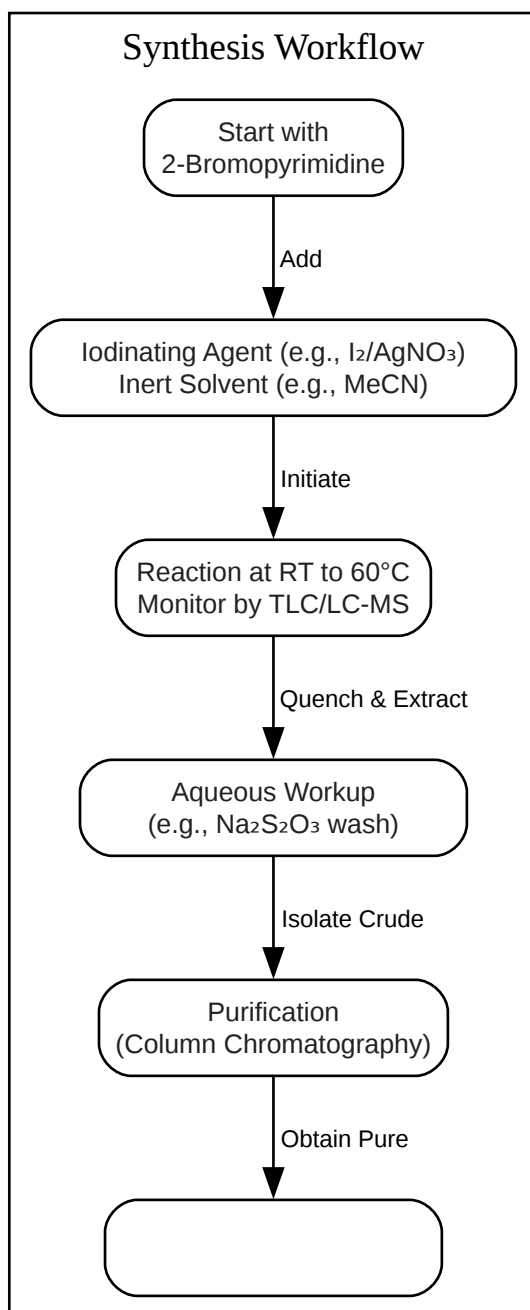 Synthesis Workflow
Start with
2-Bromopyrimidine
Add
Iodinating Agent (e.g., I₂/AgNO₃)
Inert Solvent (e.g., MeCN)
Initiate
Reaction at RT to 60°C
Monitor by TLC/LC-MS
Quench & Extract
Aqueous Workup
(e.g., Na₂S₂O₃ wash)
Isolate Crude
Purification
(Column Chromatography)
Obtain Pure